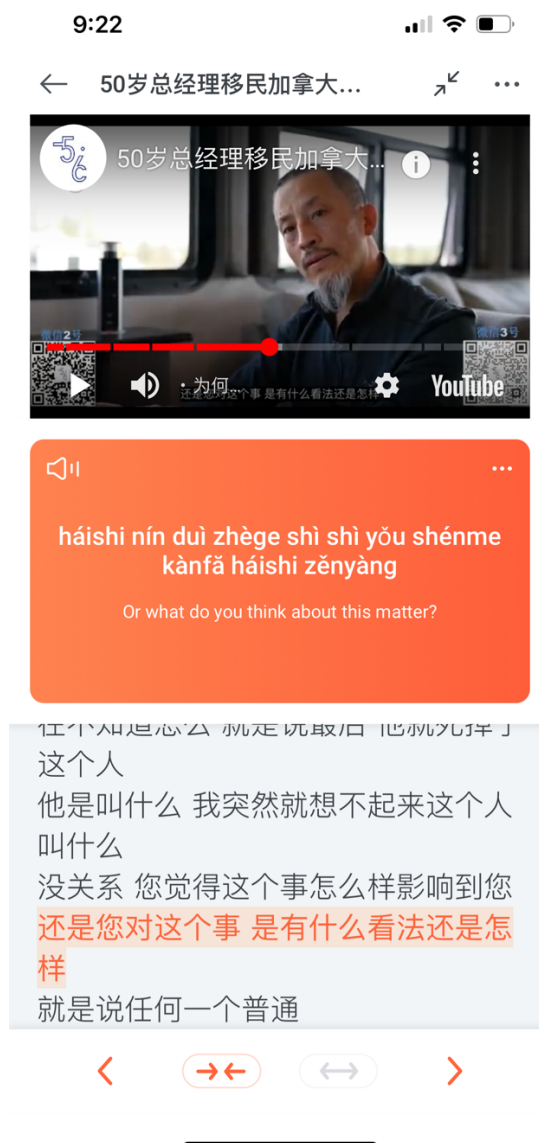 9:22
50岁总经理移民加拿大...
50岁总经理移民加拿大...
微信2号
微信3号
· 为何...
YouTube
还是您对这个事 是有什么看法还是怎样
háishi nín duì zhège shì shì yǒu shénme
kànfǎ háishi zěnyàng
Or what do you think about this matter?
这个人
他是叫什么 我突然就想不起来这个人
叫什么
没关系 您觉得这个事怎么样影响到您
还是您对这个事 是有什么看法还是怎
样
就是说任何一个普通